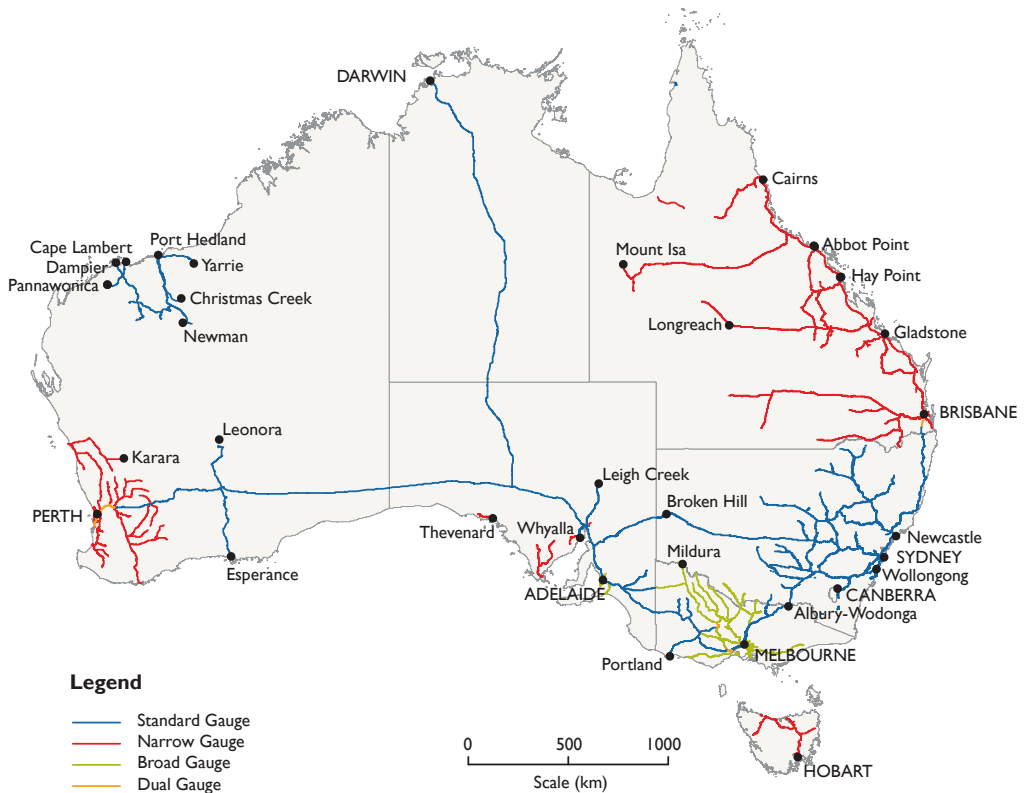 DARWIN
Cairns
Port Hedland
Cape Lambert
Abbot Point
Mount Isa
Dampier
Yarrie
Hay Point
Pannawonica
Christmas Creek
Longreach
Gladstone
Newman
BRISBANE
Leonora
Karara
Leigh Creek
Broken Hill
PERTH
Thevenard
Whyalla
Newcastle
Mildura
SYDNEY
Esperance
Wollongong
ADELAIDE
CANBERRA
Albury-Wodonga
MELBOURNE
Portland
Legend
Standard Gauge
Narrow Gauge
Broad Gauge
Dual Gauge
0 500 1000
Scale (km)
HOBART